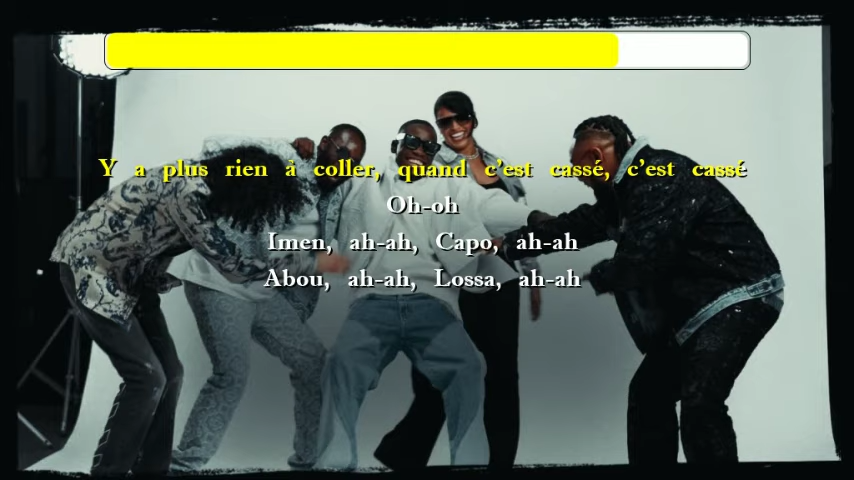 Y a plus rien à coller, quand c'est cassé, c'est cassé
Oh-oh
Imen, ah-ah, Capo, ah-ah
Abou, ah-ah, Lossa, ah-ah